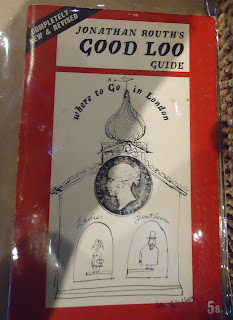 COMPLETELY
NEW & REVISED
JONATHAN ROUTH'S
GOOD LOO
GUIDE
where to Go in London
Ladies
Gentlemen
5s.